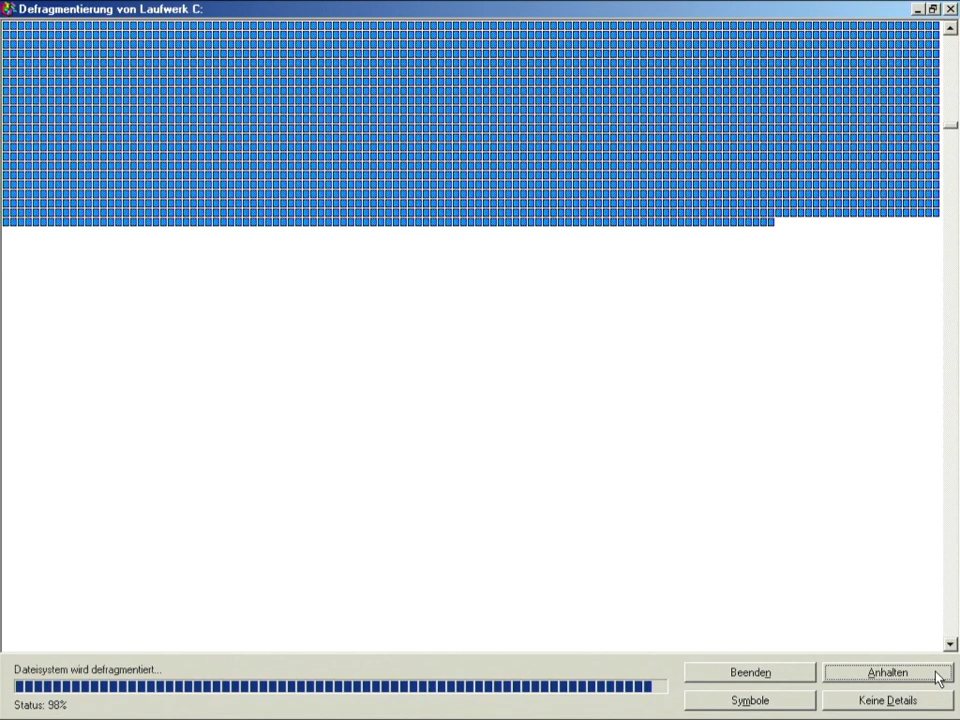 Defragmentierung von Laufwerk C:
Dateisystem wird defragmentiert...
Beenden
Anhalten
Status: 98%
Symbole
Keine Details